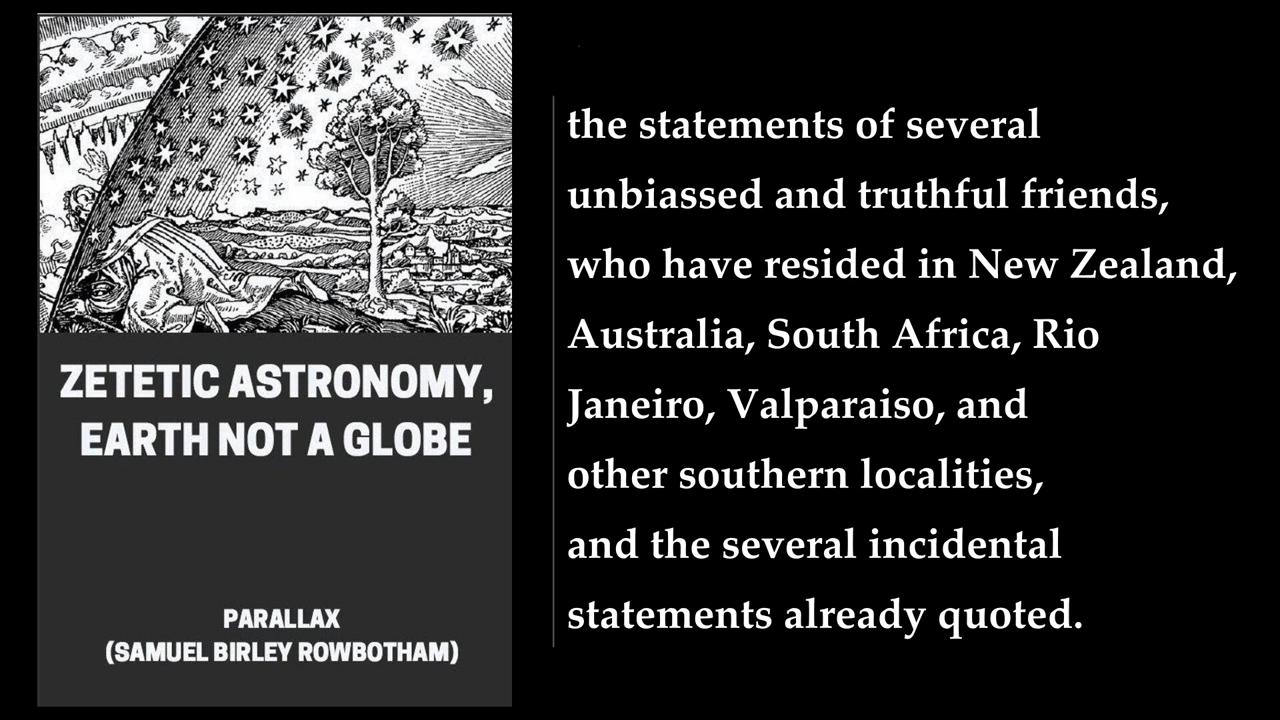 ZETETIC ASTRONOMY,
EARTH NOT A GLOBE
PARALLAX
(SAMUEL BIRLEY ROWBOTHAM)
the statements of several
unbiassed and truthful friends,
who have resided in New Zealand,
Australia, South Africa, Rio
Janeiro, Valparaiso, and
other southern localities,
and the several incidental
statements already quoted.